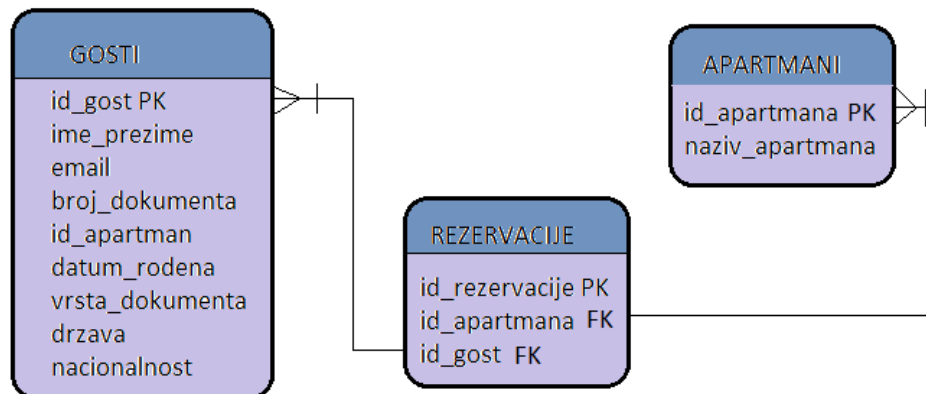 GOSTI
id_gost PK
ime_prezime
email
broj_dokumenta
id_apartman
datum_rodena
vrsta_dokumenta
drzava
nacionalnost
REZERVACIJE
id_rezervacije PK
id_apartmana FK
id_gost FK
APARTMANI
id_apartmana PK
naziv_apartmana